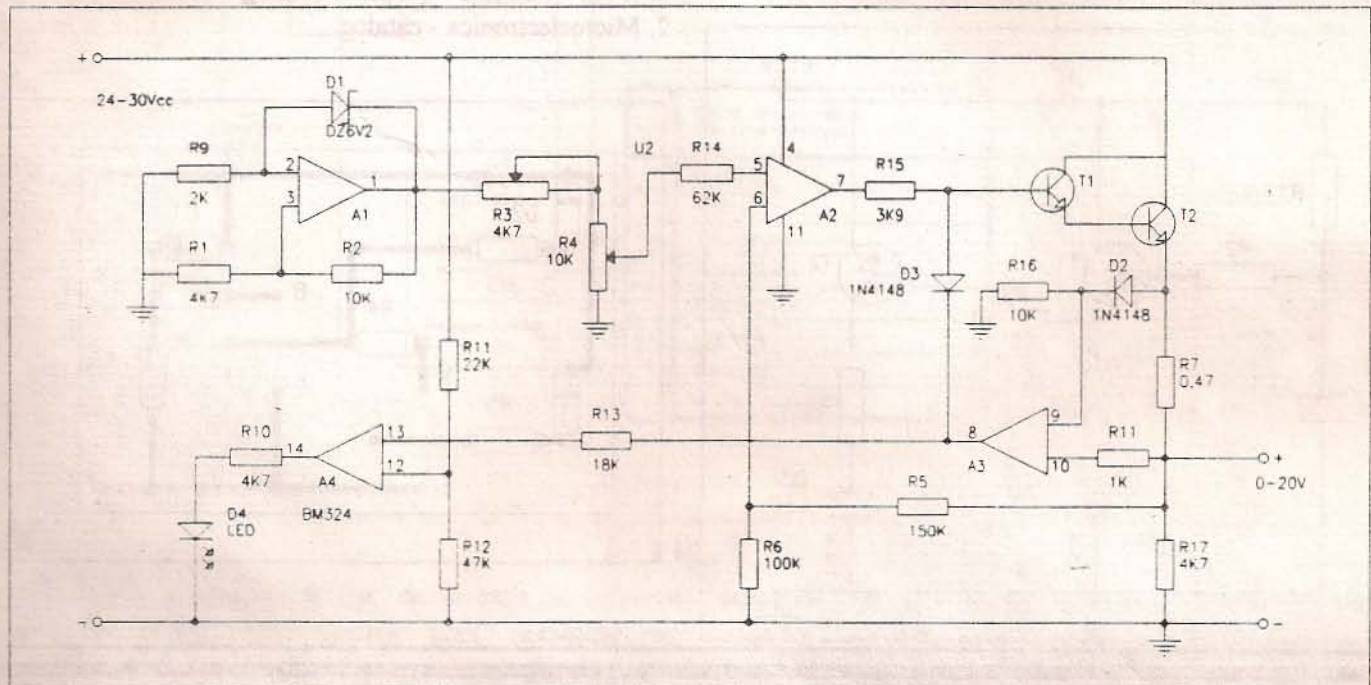 2. Microelectronica - catalog
+
24-30Vcc
D1
DZ6V2
R9
2K
2
3
1
A1
R1
4K7
R2
10K
R3
4K7
R4
10K
U2
R14
62K
4
5
6
7
11
A2
R15
3K9
T1
T2
D3
1N4148
R16
10K
D2
1N4148
R7
0.47
R11
22K
R13
18K
8
9
10
A3
R11
1K
+
0-20V
R10
4K7
14
13
12
A4
BM324
R5
150K
D4
LED
R12
47K
R6
100K
R17
4K7
-
-